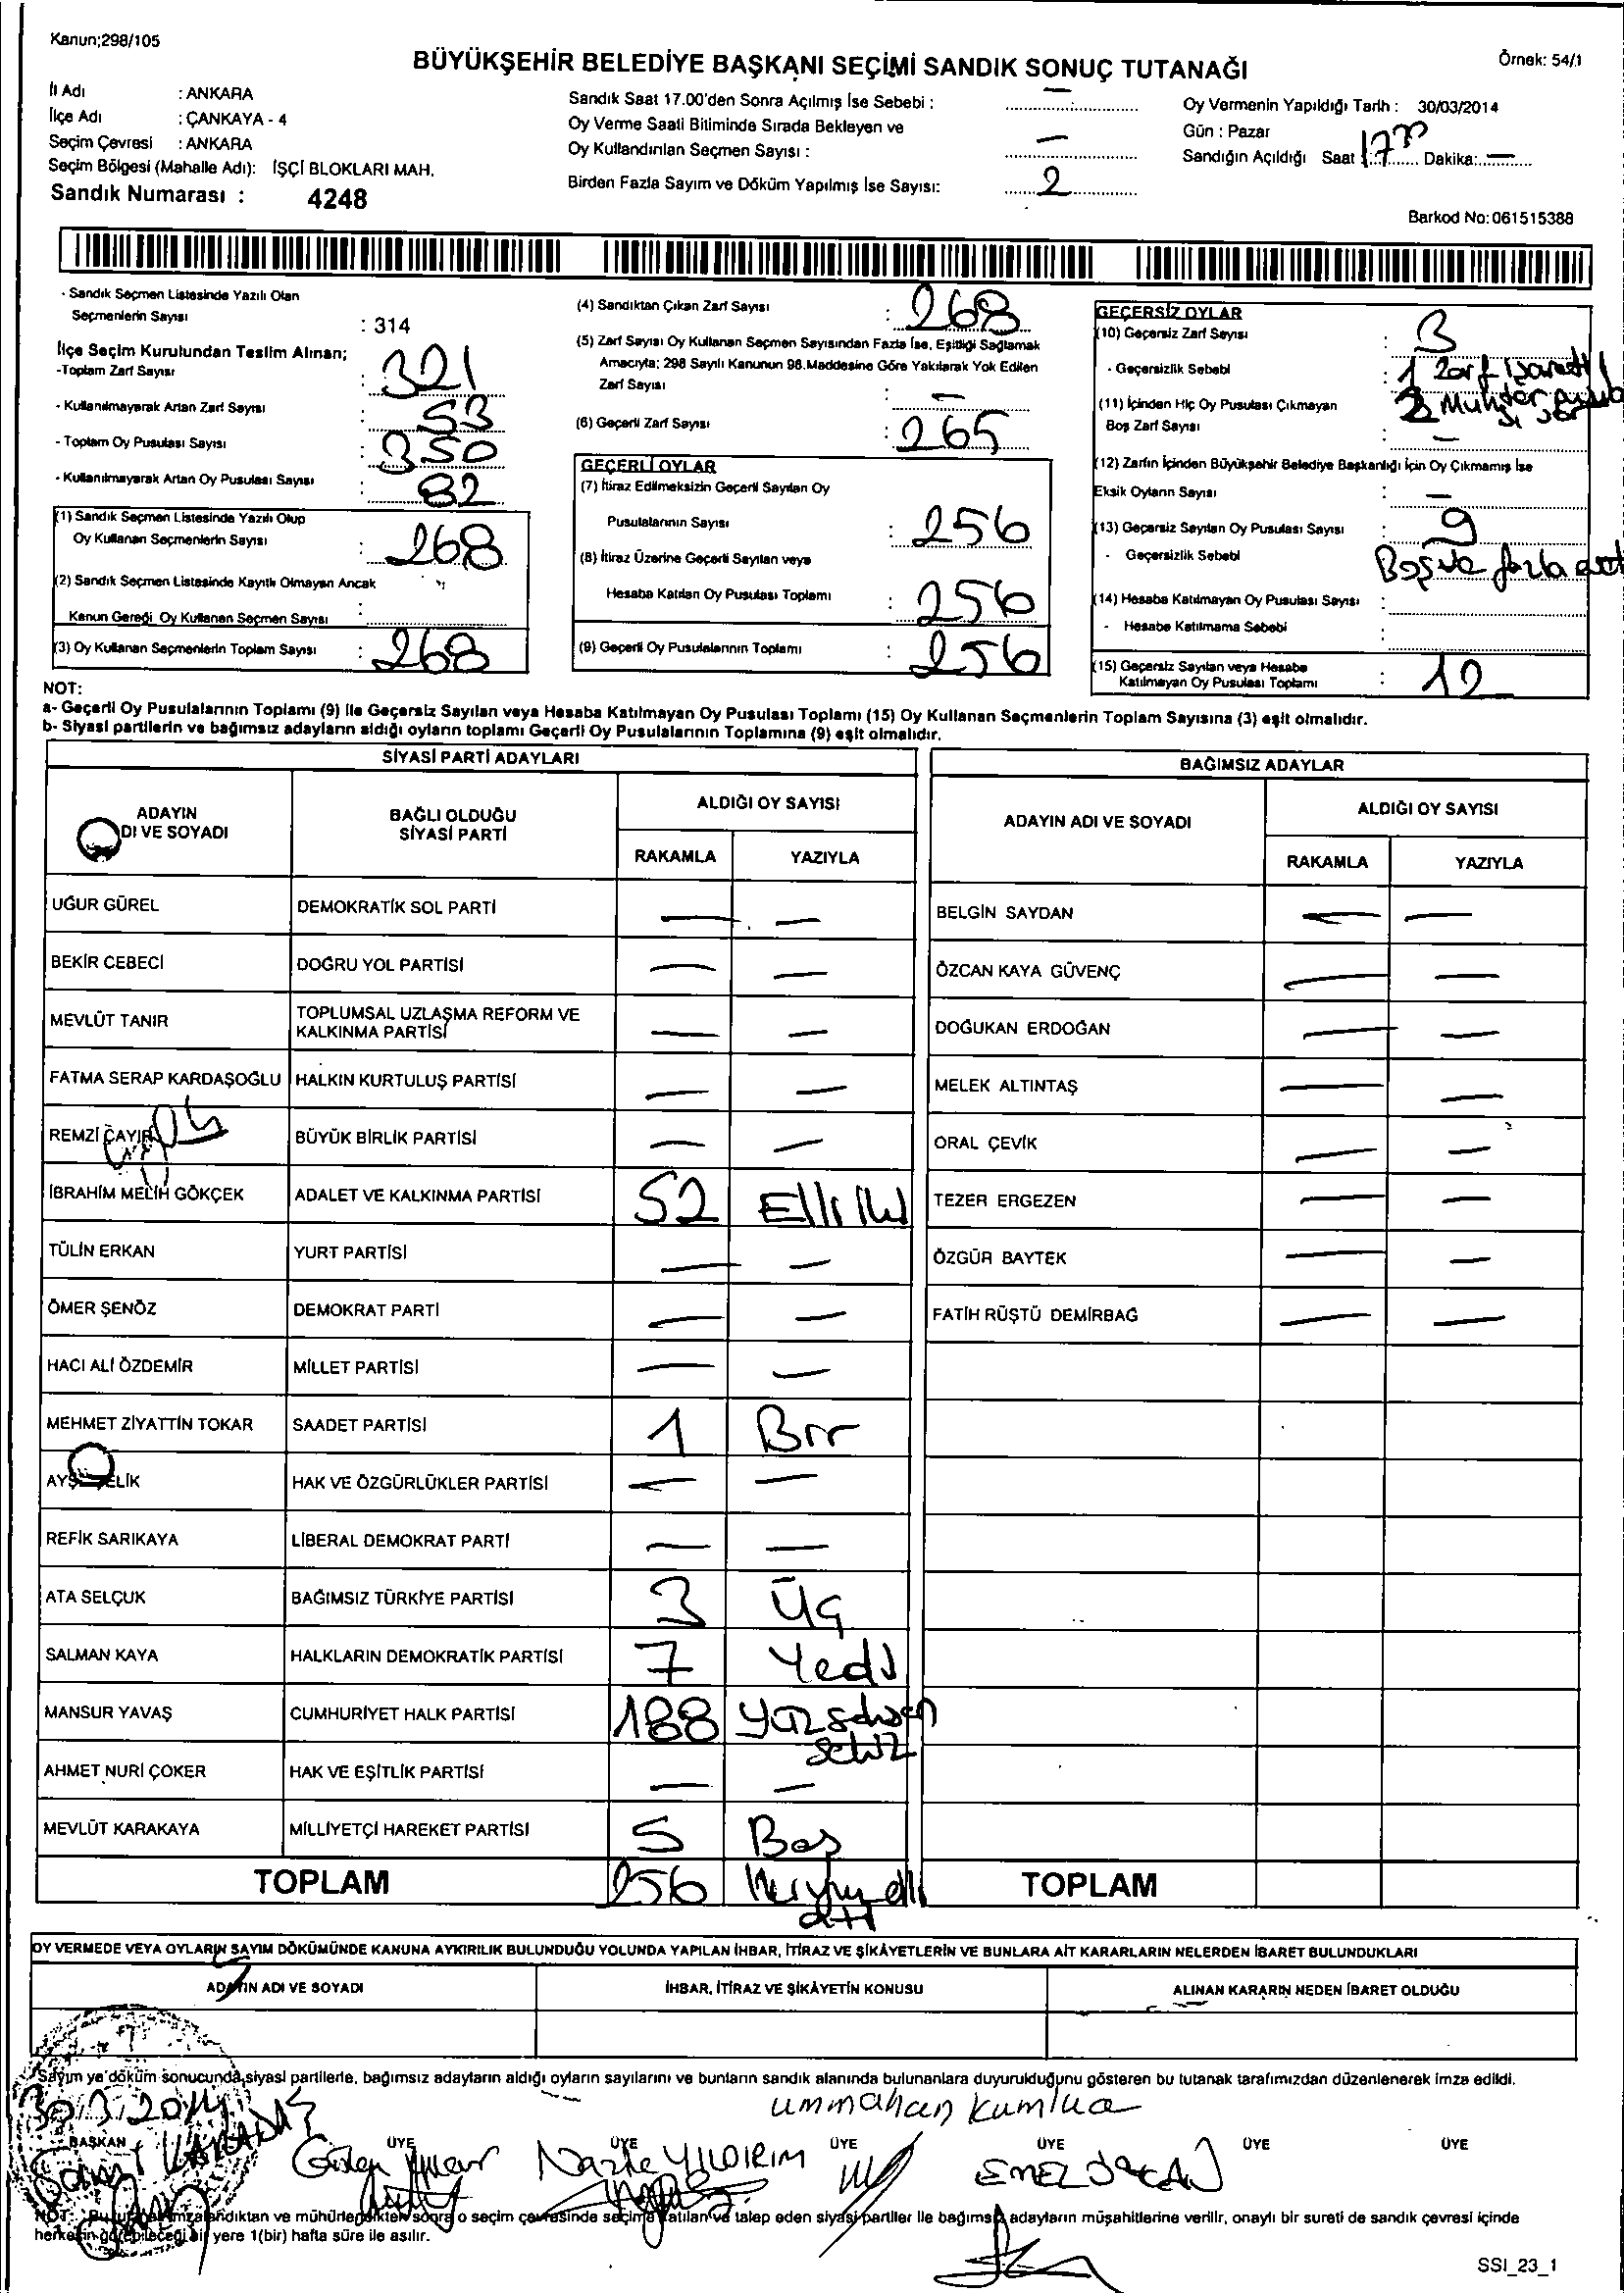 Kanun;298/105
BÜYÜKŞEHİR BELEDİYE BAŞKANI SEÇİMİ SANDIK SONUÇ TUTANAĞI
Örnek: 54/1
İl Adı : ANKARA
İlçe Adı : ÇANKAYA - 4
Seçim Çevresi : ANKARA
Seçim Bölgesi (Mahalle Adı): İŞÇİ BLOKLARI MAH.
Sandık Numarası : 4248
Sandık Saat 17.00'den Sonra Açılmış İse Sebebi : —
Oy Verme Saati Bitiminde Sırada Bekleyen ve
Oy Kullandırılan Seçmen Sayısı : —
Birden Fazla Sayım ve Döküm Yapılmış İse Sayısı: 2
Oy Vermenin Yapıldığı Tarih : 30/03/2014
Gün : Pazar
Sandığın Açıldığı Saat : 17 Dakika: —
Barkod No: 061515388
- Sandık Seçmen Listesinde Yazılı Olan
Seçmenlerin Sayısı : 314
İlçe Seçim Kurulundan Teslim Alınan;
-Toplam Zarf Sayısı : 321
- Kullanılmayarak Artan Zarf Sayısı : 53
- Toplam Oy Pusulası Sayısı : 350
- Kullanılmayarak Artan Oy Pusulası Sayısı : 82
(1) Sandık Seçmen Listesinde Yazılı Olup
Oy Kullanan Seçmenlerin Sayısı : 268
(2) Sandık Seçmen Listesinde Kayıtlı Olmayan Ancak
Kanun Gereği Oy Kullanan Seçmen Sayısı :
(3) Oy Kullanan Seçmenlerin Toplam Sayısı : 268
(4) Sandıktan Çıkan Zarf Sayısı : 268
(5) Zarf Sayısı Oy Kullanan Seçmen Sayısından Fazla İse, Eşitliği Sağlamak
Amacıyla; 298 Sayılı Kanunun 98.Maddesine Göre Yakılarak Yok Edilen
Zarf Sayısı : —
(6) Geçerli Zarf Sayısı : 265
GEÇERLİ OYLAR
(7) İtiraz Edilmeksizin Geçerli Sayılan Oy
Pusulalarının Sayısı : 256
(8) İtiraz Üzerine Geçerli Sayılan veya
Hesaba Katılan Oy Pusulası Toplamı : 256
(9) Geçerli Oy Pusulalarının Toplamı : 256
GEÇERSİZ OYLAR
(10) Geçersiz Zarf Sayısı : 3
- Geçersizlik Sebebi : 1 Zarf işaretli
2 Muhtar
(11) İçinden Hiç Oy Pusulası Çıkmayan
Boş Zarf Sayısı : —
(12) Zarfın İçinden Büyükşehir Belediye Başkanlığı İçin Oy Çıkmamış İse
Eksik Oyların Sayısı : —
(13) Geçersiz Sayılan Oy Pusulası Sayısı : 9
- Geçersizlik Sebebi Boş ve fazla evet
(14) Hesaba Katılmayan Oy Pusulası Sayısı :
- Hesaba Katılmama Sebebi :
(15) Geçersiz Sayılan veya Hesaba
Katılmayan Oy Pusulası Toplamı : 12
NOT:
a- Geçerli Oy Pusulalarının Toplamı (9) ile Geçersiz Sayılan veya Hesaba Katılmayan Oy Pusulası Toplamı (15) Oy Kullanan Seçmenlerin Toplam Sayısına (3) eşit olmalıdır.
b- Siyasi partilerin ve bağımsız adayların aldığı oyların toplamı Geçerli Oy Pusulalarının Toplamına (9) eşit olmalıdır.
SİYASİ PARTİ ADAYLARI
ADAYIN
DI VE SOYADI
BAĞLI OLDUĞU
SİYASİ PARTİ
ALDIĞI OY SAYISI
RAKAMLA YAZIYLA
UĞUR GÜREL DEMOKRATİK SOL PARTİ — —
BEKİR CEBECİ DOĞRU YOL PARTİSİ — —
MEVLÜT TANIR TOPLUMSAL UZLAŞMA REFORM VE
KALKINMA PARTİSİ — —
FATMA SERAP KARDAŞOĞLU HALKIN KURTULUŞ PARTİSİ — —
REMZİ ÇAYIR BÜYÜK BİRLİK PARTİSİ — —
İBRAHİM MELİH GÖKÇEK ADALET VE KALKINMA PARTİSİ 52 Elli iki
TÜLİN ERKAN YURT PARTİSİ — —
ÖMER ŞENÖZ DEMOKRAT PARTİ — —
HACI ALİ ÖZDEMİR MİLLET PARTİSİ — —
MEHMET ZİYATTİN TOKAR SAADET PARTİSİ 1 Bir
HAK VE ÖZGÜRLÜKLER PARTİSİ — —
REFİK SARIKAYA LİBERAL DEMOKRAT PARTİ — —
ATA SELÇUK BAĞIMSIZ TÜRKİYE PARTİSİ 3 Üç
SALMAN KAYA HALKLARIN DEMOKRATİK PARTİSİ 7 Yedi
MANSUR YAVAŞ CUMHURİYET HALK PARTİSİ 188 Yüz seksen
sekiz
AHMET NURİ ÇOKER HAK VE EŞİTLİK PARTİSİ — —
MEVLÜT KARAKAYA MİLLİYETÇİ HAREKET PARTİSİ 5 Beş
TOPLAM 256 ikiyüz elli
altı
BAĞIMSIZ ADAYLAR
ADAYIN ADI VE SOYADI
ALDIĞI OY SAYISI
RAKAMLA YAZIYLA
BELGİN SAYDAN — —
ÖZCAN KAYA GÜVENÇ — —
DOĞUKAN ERDOĞAN — —
MELEK ALTINTAŞ — —
ORAL ÇEVİK — —
TEZER ERGEZEN — —
ÖZGÜR BAYTEK — —
FATİH RÜŞTÜ DEMİRBAĞ — —
TOPLAM
OY VERMEDE VEYA OYLARIN SAYIM DÖKÜMÜNDE KANUNA AYKIRILIK BULUNDUĞU YOLUNDA YAPILAN İHBAR, İTİRAZ VE ŞİKÂYETLERİN VE BUNLARA AİT KARARLARIN NELERDEN İBARET BULUNDUKLARI
ADAYIN ADI VE SOYADI İHBAR, İTİRAZ VE ŞİKÂYETİN KONUSU ALINAN KARARIN NEDEN İBARET OLDUĞU
Sayım ve döküm sonucunda siyasi partilerle, bağımsız adayların aldığı oyların sayılarını ve bunların sandık alanında bulunanlara duyurulduğunu gösteren bu tutanak tarafımızdan düzenlenerek imza edildi.
30.3.2014
ummahan kumluca
BAŞKAN ÜYE ÜYE ÜYE ÜYE ÜYE ÜYE
KARADAŞ Nazite YILDIRIM EMEL
NOT: Bu tutanak imzalandıktan ve mühürlendikten sonra o seçim çevresinde seçime katılan ve talep eden siyasi partiler ile bağımsız adayların müşahitlerine verilir, onaylı bir sureti de sandık çevresi içinde
herkesin görebileceği bir yere 1(bir) hafta süre ile asılır.
SSI_23_1